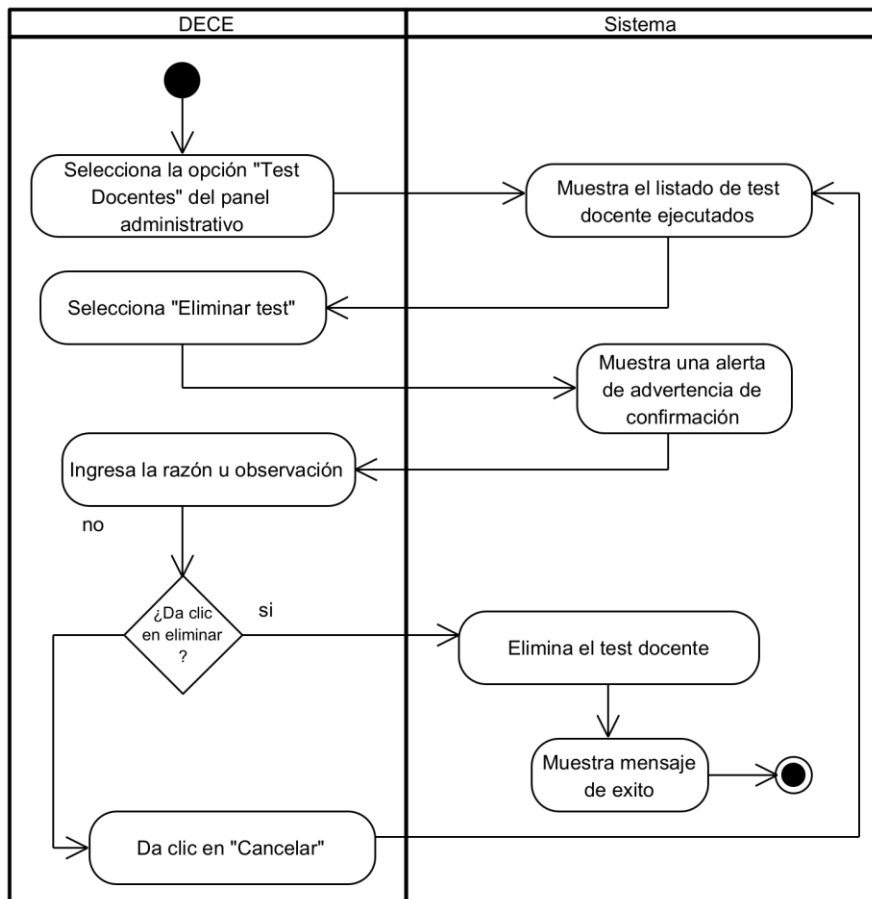 DECE
Sistema
Selecciona la opción "Test
Docentes" del panel
administrativo
Muestra el listado de test
docente ejecutados
Selecciona "Eliminar test"
Muestra una alerta
de advertencia de
confirmación
Ingresa la razón u observación
no
¿Da clic
en eliminar
?
si
Elimina el test docente
Muestra mensaje
de exito
Da clic en "Cancelar"